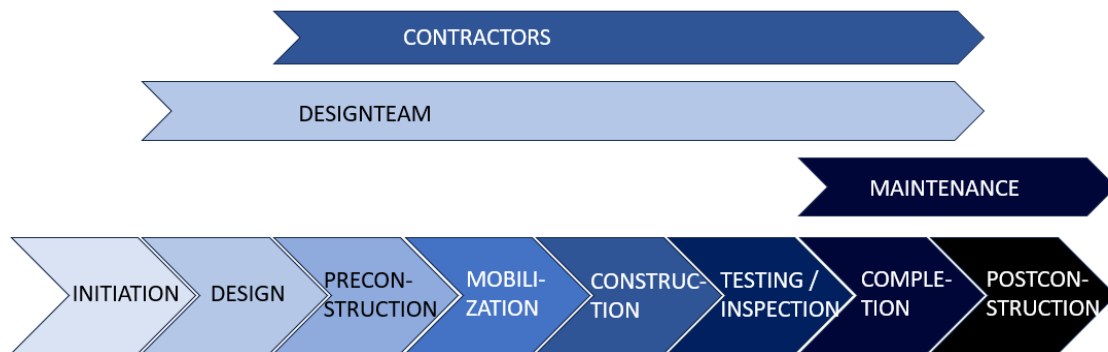 CONTRACTORS
DESIGNTEAM
MAINTENANCE
INITIATION
DESIGN
PRECON-
STRUCTION
MOBILI-
ZATION
CONSTRUC-
TION
TESTING /
INSPECTION
COMPLE-
TION
POSTCON-
STRUCTION